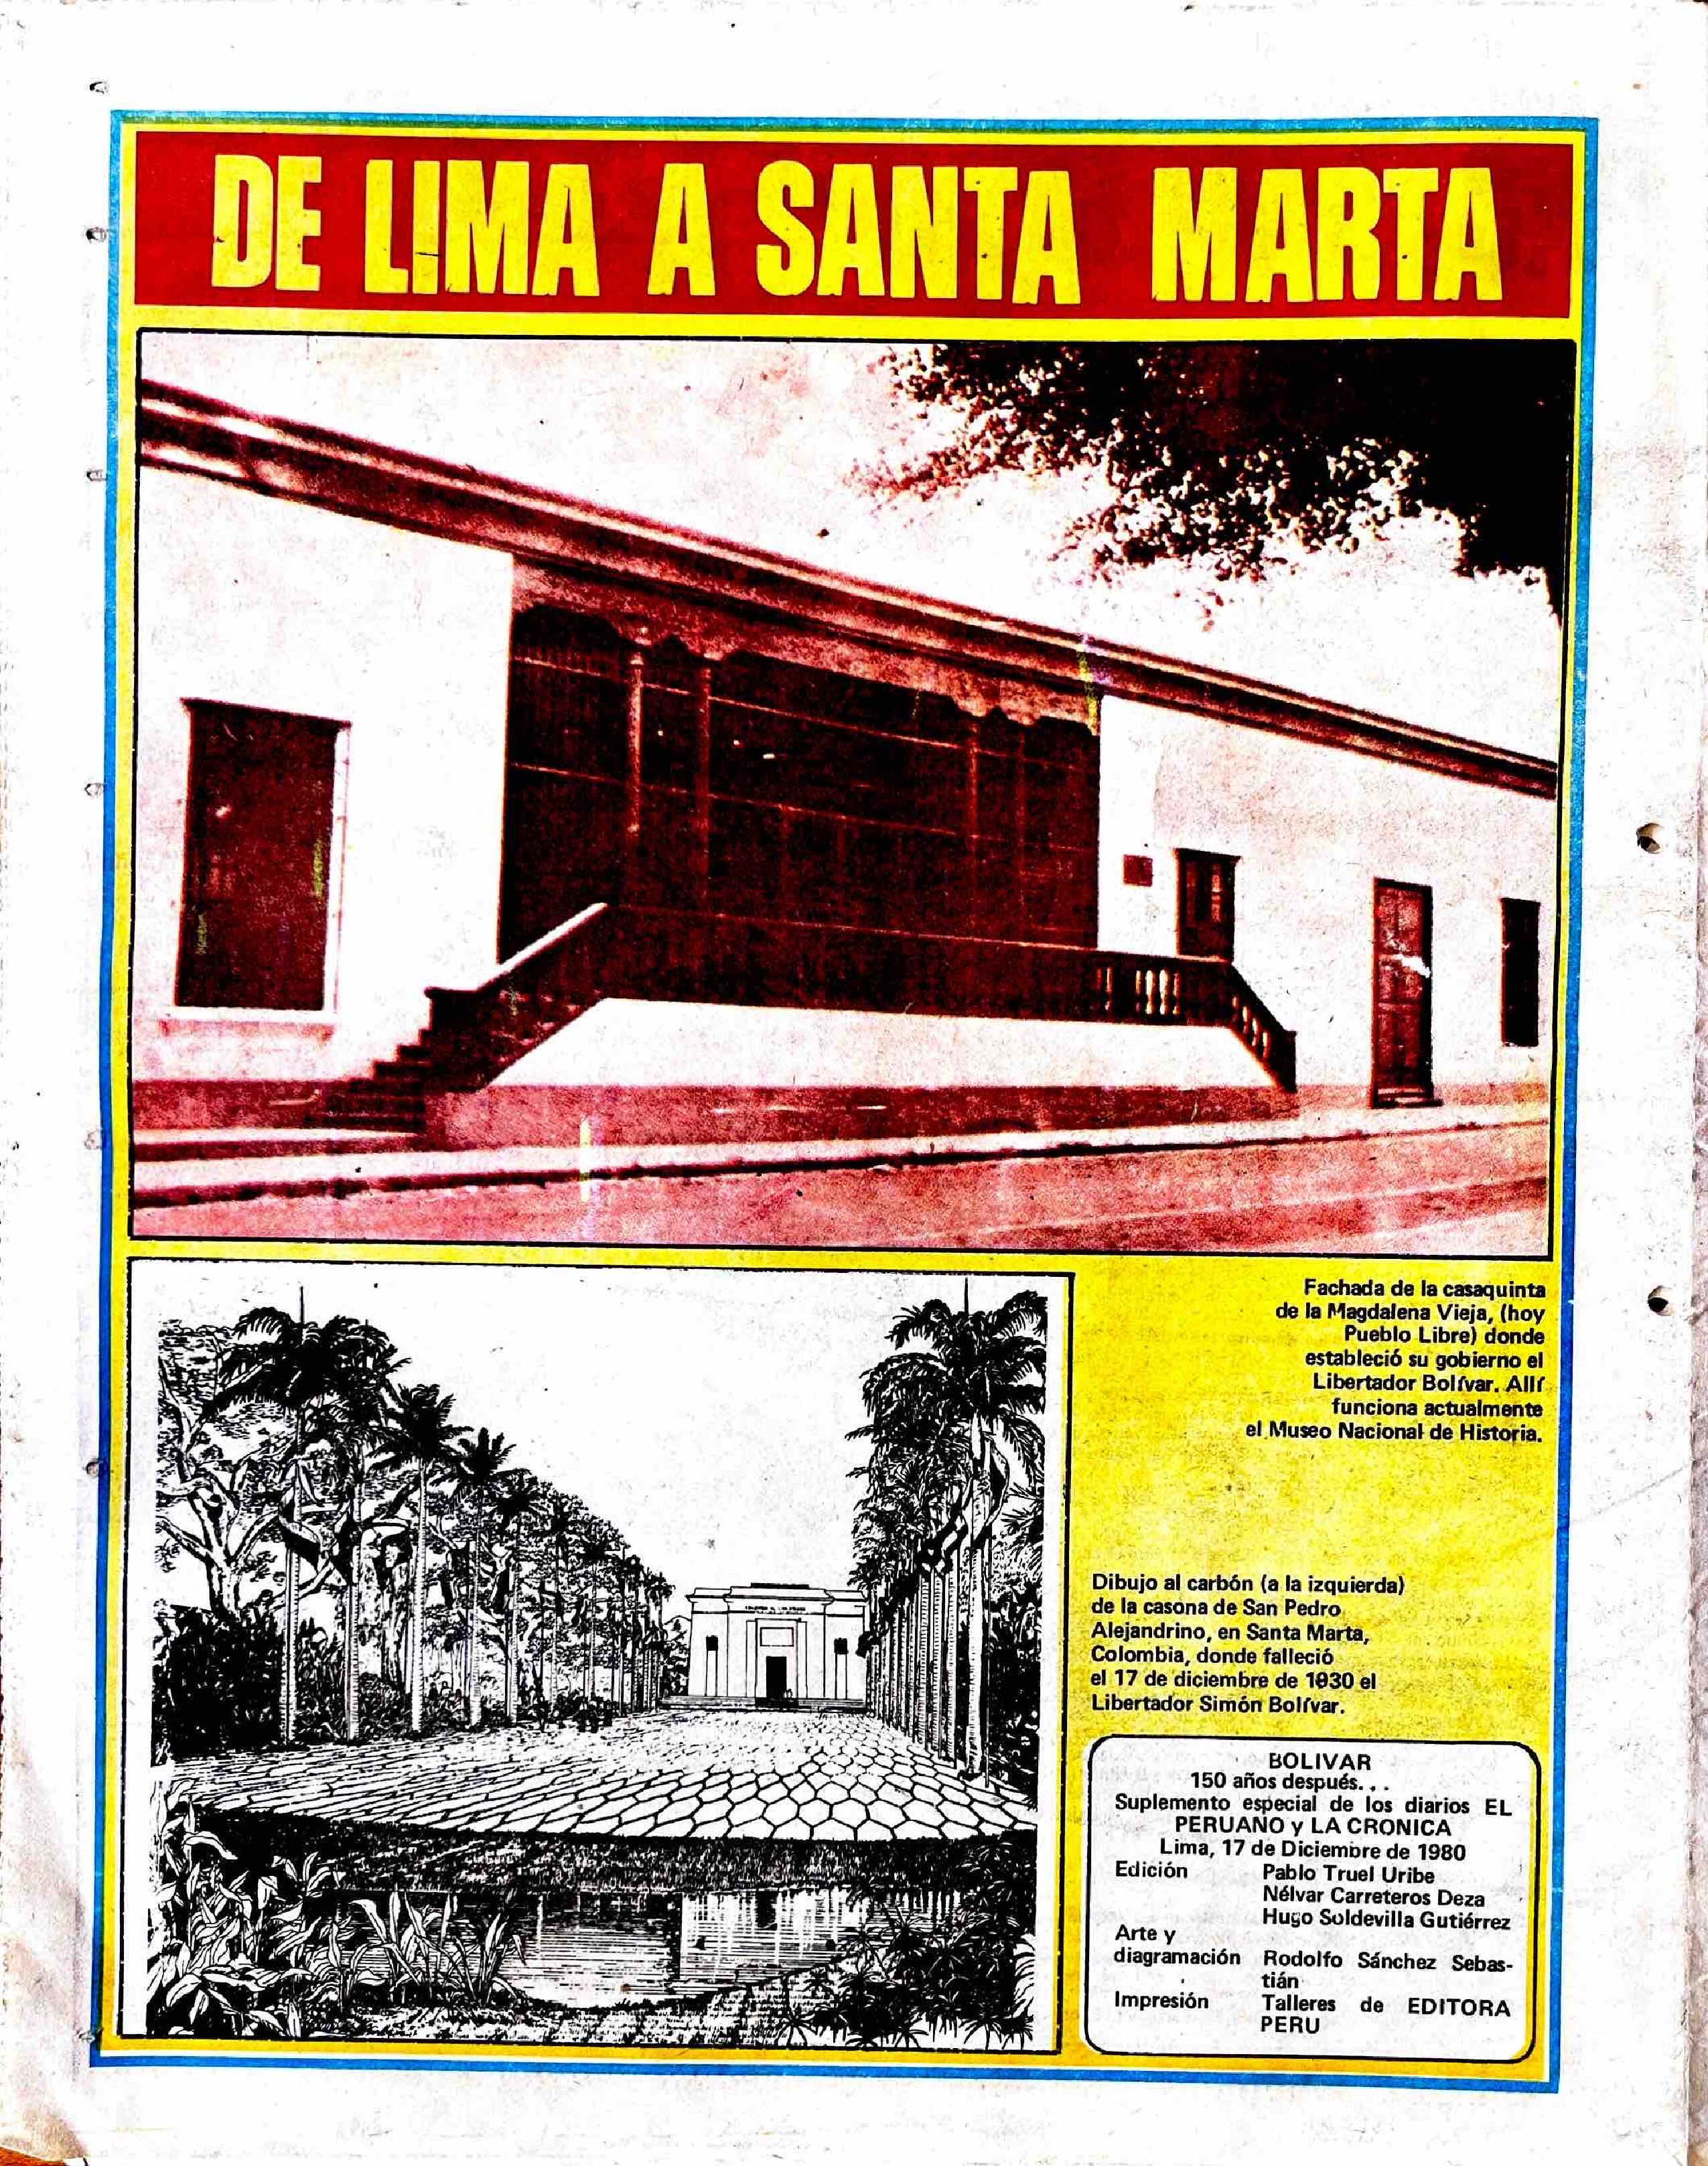 DE LIMA A SANTA MARTA
Fachada de la casaquinta
de la Magdalena Vieja, (hoy
Pueblo Libre) donde
estableció su gobierno el
Libertador Bolívar. Allí
funciona actualmente
el Museo Nacional de Historia.
Dibujo al carbón (a la izquierda)
de la casona de San Pedro
Alejandrino, en Santa Marta,
Colombia, donde falleció
el 17 de diciembre de 1830 el
Libertador Simón Bolívar.
BOLIVAR
150 años después. . .
Suplemento especial de los diarios EL
PERUANO y LA CRONICA
Lima, 17 de Diciembre de 1980
Edición Pablo Truel Uribe
Nélvar Carreteros Deza
Hugo Soldevilla Gutiérrez
Arte y
diagramación Rodolfo Sánchez Sebas-
tián
Impresión Talleres de EDITORA
PERU